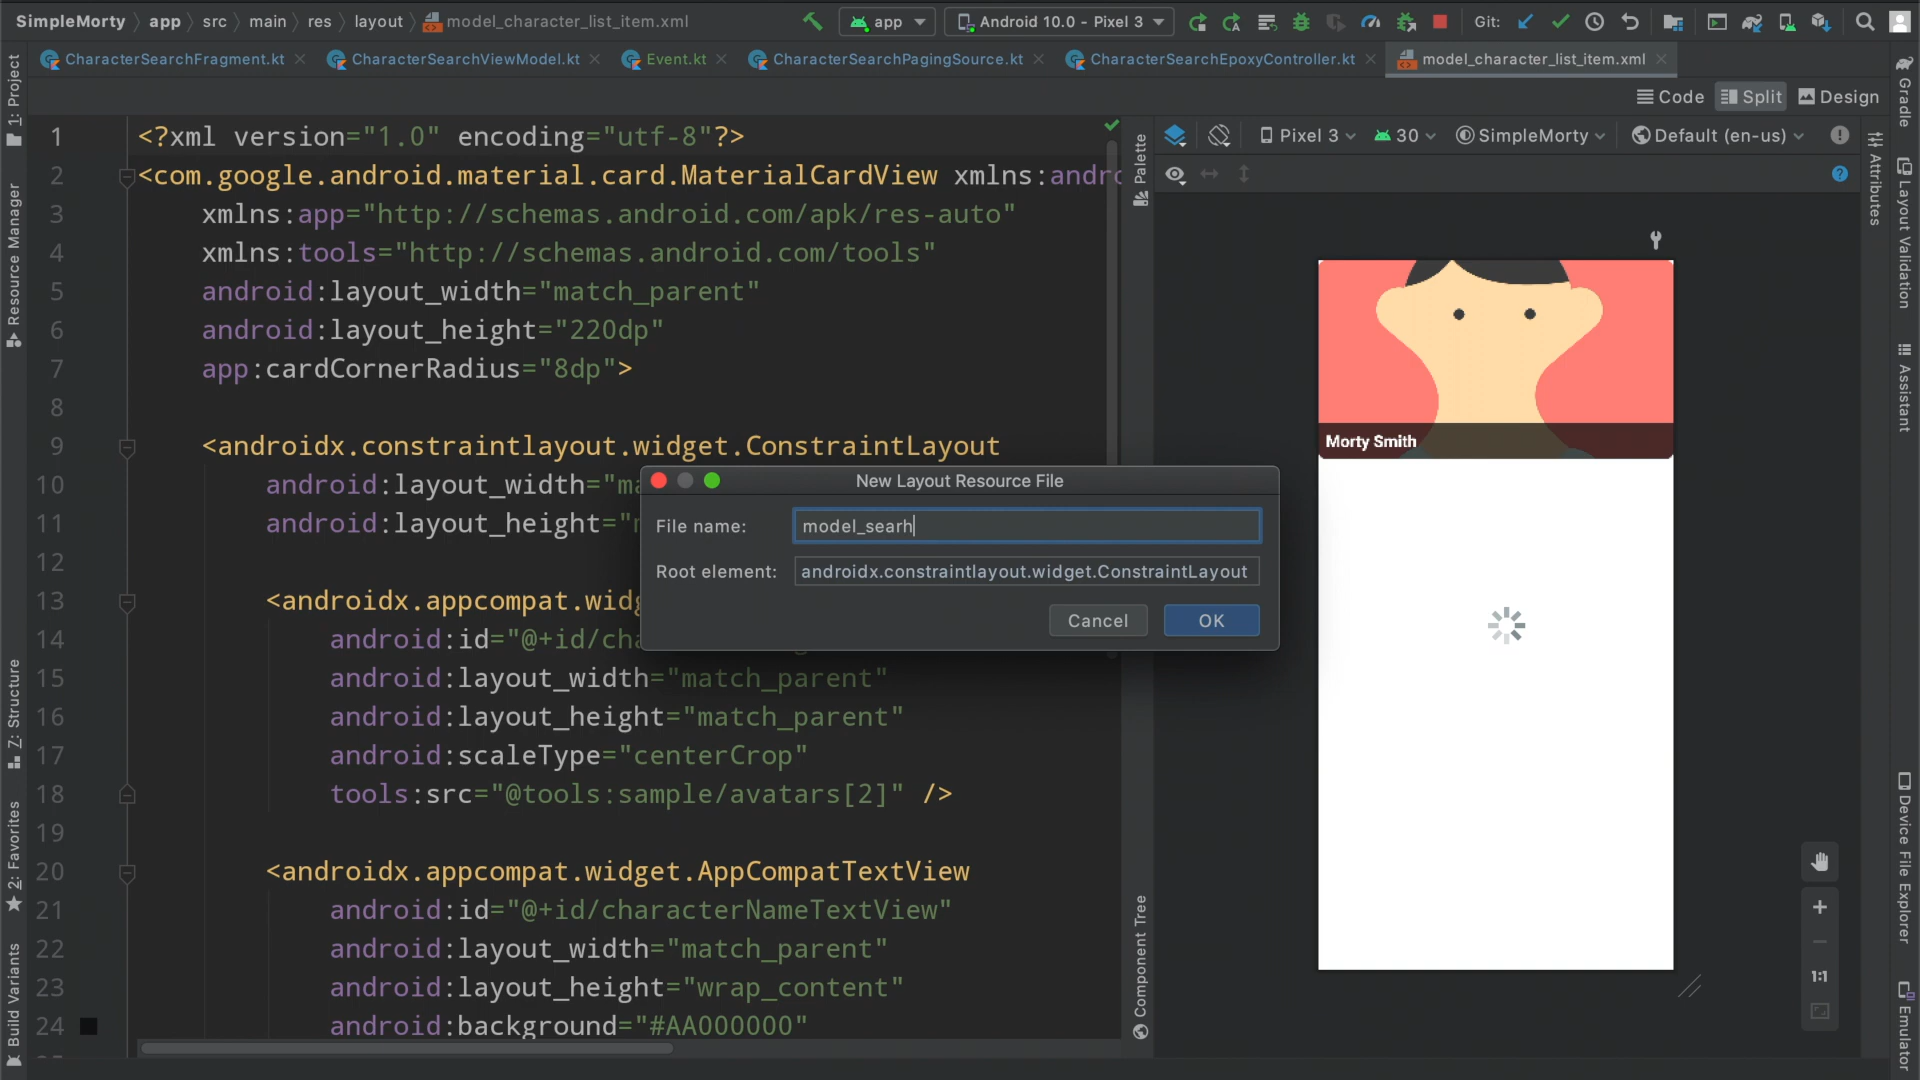 SimpleMorty app src main res layout model_character_list_item.xml app Android 10.0 - Pixel 3 Git:
CharacterSearchFragment.kt CharacterSearchViewModel.kt Event.kt CharacterSearchPagingSource.kt CharacterSearchEpoxyController.kt model_character_list_item.xml
Code Split Design
1: Project
Resource Manager
Z: Structure
2: Favorites
Build Variants
1 <?xml version="1.0" encoding="utf-8"?>
2 <com.google.android.material.card.MaterialCardView xmlns:andro
3 xmlns:app="http://schemas.android.com/apk/res-auto"
4 xmlns:tools="http://schemas.android.com/tools"
5 android:layout_width="match_parent"
6 android:layout_height="220dp"
7 app:cardCornerRadius="8dp">
8
9 <androidx.constraintlayout.widget.ConstraintLayout
10 android:layout_width="ma
11 android:layout_height="m
12
13 <androidx.appcompat.widg
14 android:id="@+id/cha
15 android:layout_width="match_parent"
16 android:layout_height="match_parent"
17 android:scaleType="centerCrop"
18 tools:src="@tools:sample/avatars[2]" />
19
20 <androidx.appcompat.widget.AppCompatTextView
21 android:id="@+id/characterNameTextView"
22 android:layout_width="match_parent"
23 android:layout_height="wrap_content"
24 android:background="#AA000000"
New Layout Resource File
File name: model_searh
Root element: androidx.constraintlayout.widget.ConstraintLayout
Cancel OK
Palette
Component Tree
Pixel 3 30 SimpleMorty Default (en-us)
Morty Smith
1:1
Attributes
Gradle
Layout Validation
Assistant
Device File Explorer
Emulator